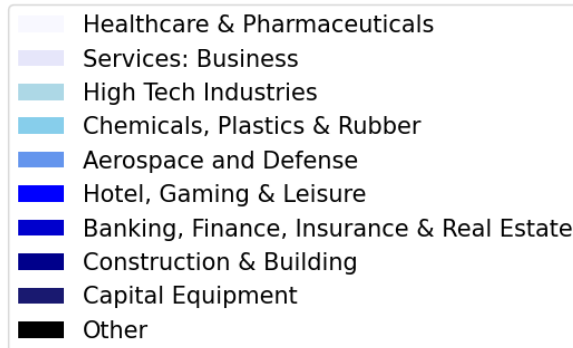 Healthcare & Pharmaceuticals
Services: Business
High Tech Industries
Chemicals, Plastics & Rubber
Aerospace and Defense
Hotel, Gaming & Leisure
Banking, Finance, Insurance & Real Estate
Construction & Building
Capital Equipment
Other